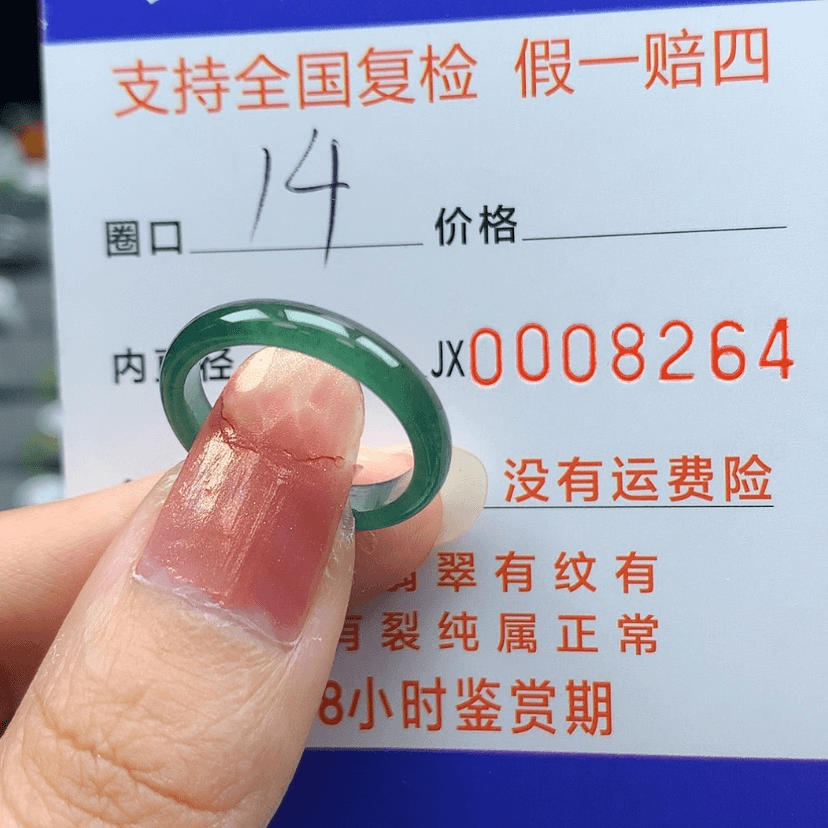 支持全国复检 假一赔四
圈口 14 价格
内 径 JX0008264
没有运费险
翠有纹有
有裂纯属正常
8小时鉴赏期